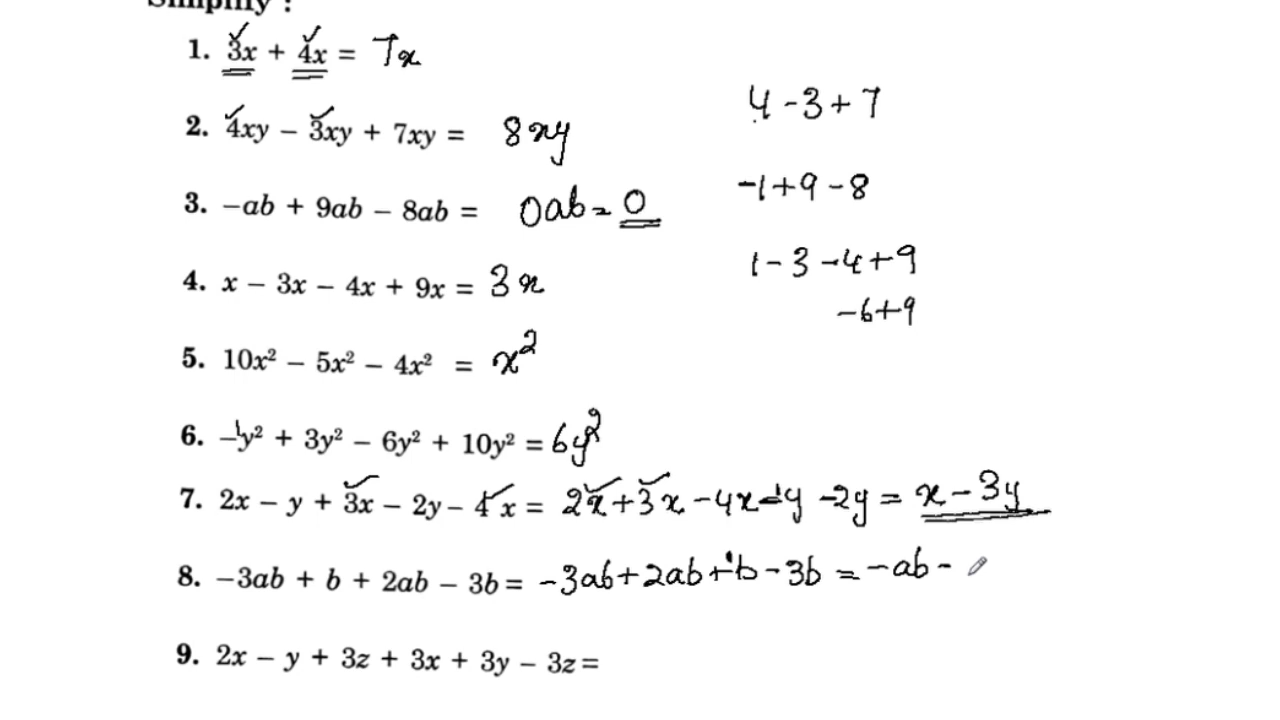 Simplify :
1. 3x + 4x = 7x
4 - 3 + 7
2. 4xy – 3xy + 7xy = 8xy
-1 + 9 - 8
3. –ab + 9ab – 8ab = 0ab = 0
1 - 3 - 4 + 9
4. x – 3x – 4x + 9x = 3x
-6 + 9
5. 10x² – 5x² – 4x² = x²
6. –1y² + 3y² – 6y² + 10y² = 6y²
7. 2x – y + 3x – 2y – 4x = 2x + 3x - 4x - 1y - 2y = x - 3y
8. –3ab + b + 2ab – 3b = -3ab + 2ab + 1b - 3b = -ab -
9. 2x – y + 3z + 3x + 3y – 3z =